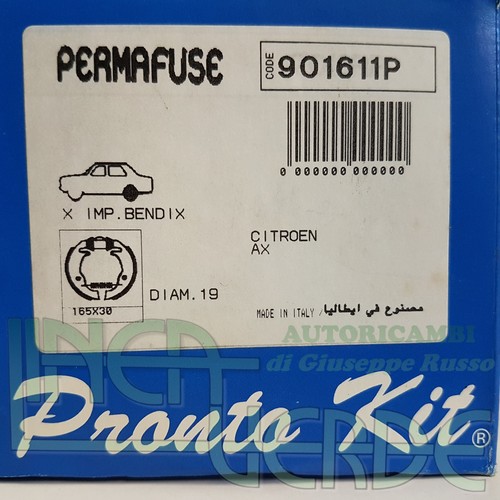 PERMAFUSE
CODE 901611P
0 000000 000000 000000
X IMP.BENDIX
CITROEN
AX
165X30
DIAM.19
MADE IN ITALY / مصنوع في ايطاليا
AUTORICAMBI
di Giuseppe Russo
LINEA
VERDE
Pronto Kit ®